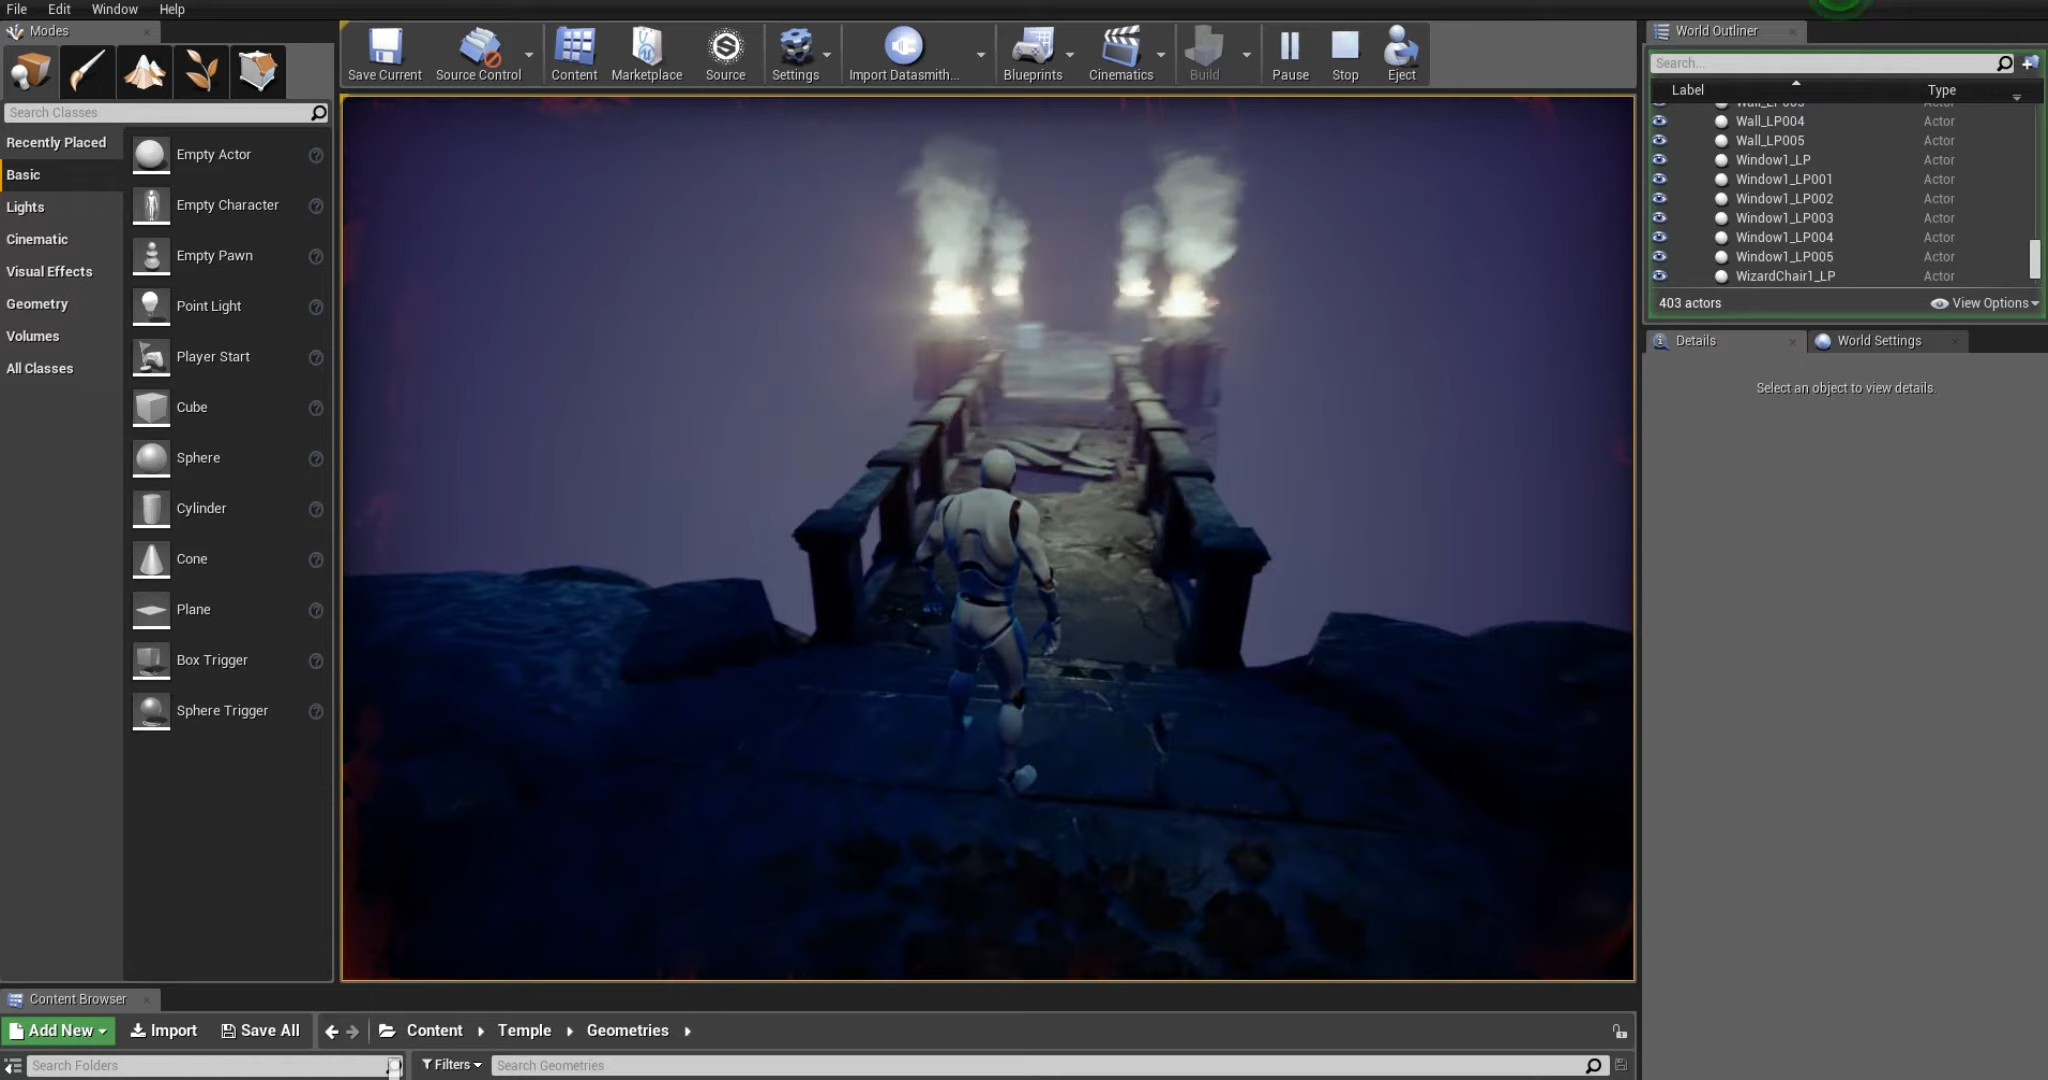 File Edit Window Help
Modes
Search Classes
Recently Placed
Basic
Lights
Cinematic
Visual Effects
Geometry
Volumes
All Classes
Empty Actor
Empty Character
Empty Pawn
Point Light
Player Start
Cube
Sphere
Cylinder
Cone
Plane
Box Trigger
Sphere Trigger
Save Current Source Control Content Marketplace Source Settings Import Datasmith... Blueprints Cinematics Build Pause Stop Eject
World Outliner
Search...
Label Type
Wall_LP003 Actor
Wall_LP004 Actor
Wall_LP005 Actor
Window1_LP Actor
Window1_LP001 Actor
Window1_LP002 Actor
Window1_LP003 Actor
Window1_LP004 Actor
Window1_LP005 Actor
WizardChair1_LP Actor
403 actors View Options
Details World Settings
Select an object to view details.
Content Browser
Add New Import Save All Content Temple Geometries
Search Folders Filters Search Geometries